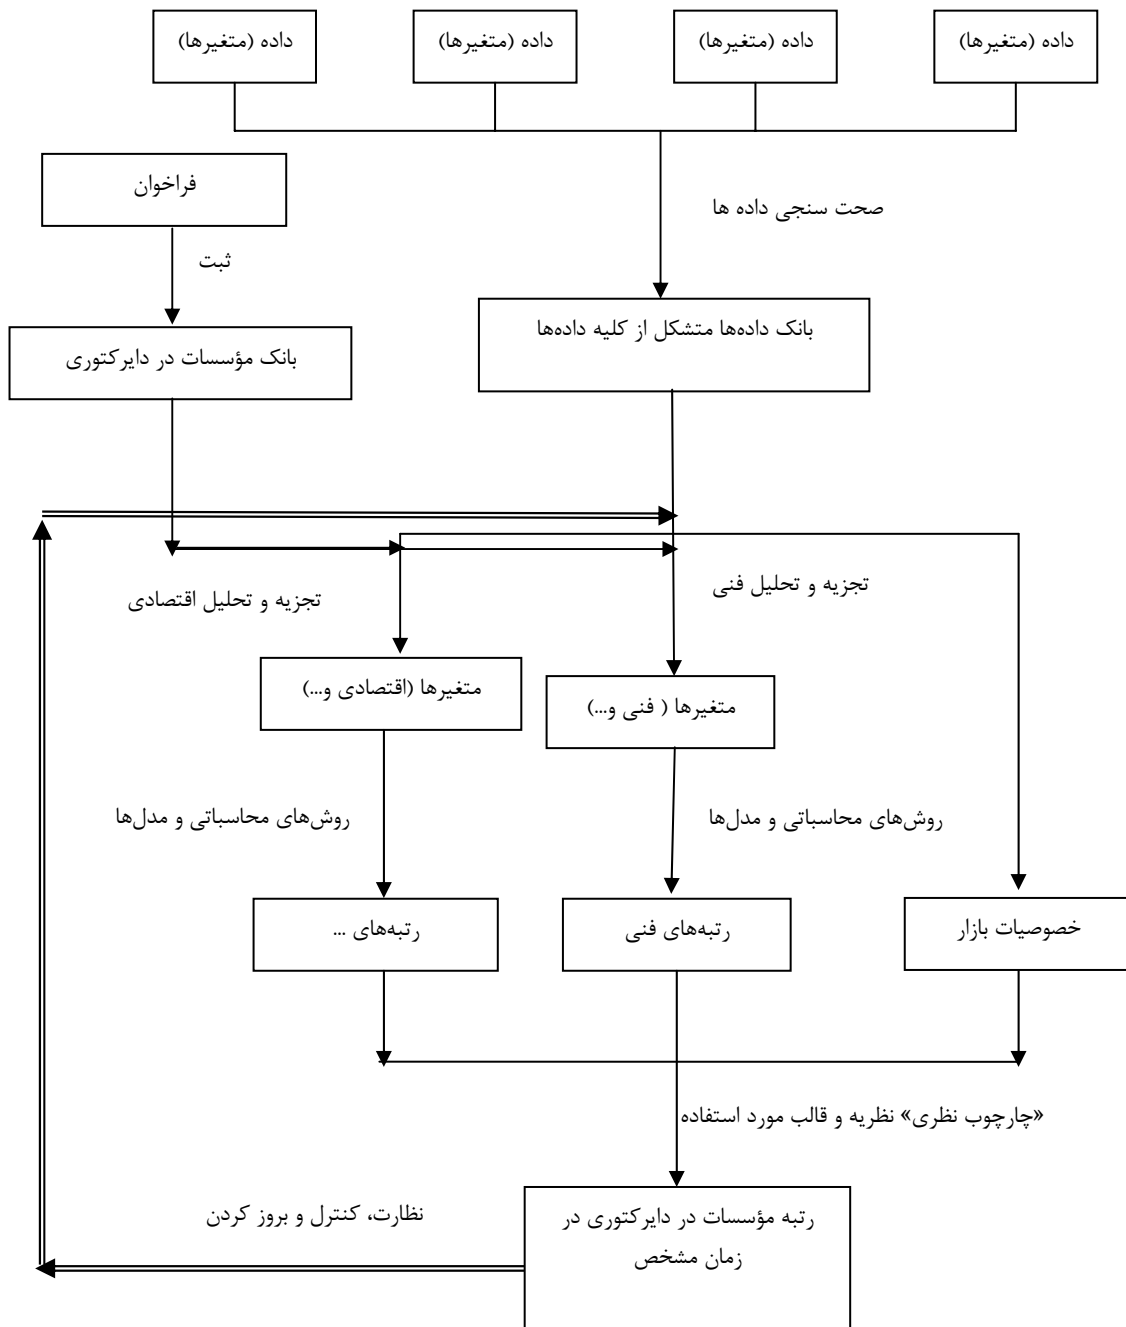 داده (متغیرها)
داده (متغیرها)
داده (متغیرها)
داده (متغیرها)
فراخوان
صحت سنجی داده ها
ثبت
بانک داده‌ها متشکل از کلیه داده‌ها
بانک مؤسسات در دایرکتوری
تجزیه و تحلیل فنی
تجزیه و تحلیل اقتصادی
متغیرها ( فنی و...)
متغیرها (اقتصادی و...)
روش‌های محاسباتی و مدل‌ها
روش‌های محاسباتی و مدل‌ها
خصوصیات بازار
رتبه‌های فنی
رتبه‌های ...
«چارچوب نظری» نظریه و قالب مورد استفاده
نظارت، کنترل و بروز کردن
رتبه مؤسسات در دایرکتوری در
زمان مشخص